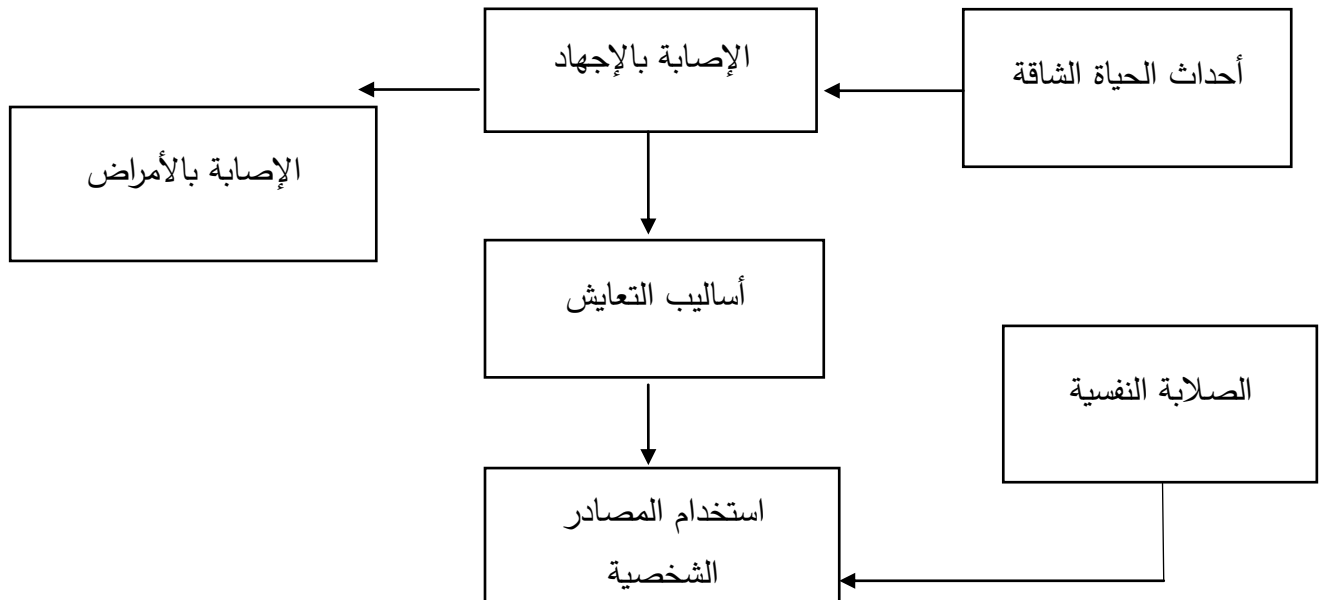 أحداث الحياة الشاقة
الإصابة بالإجهاد
الإصابة بالأمراض
أساليب التعايش
الصلابة النفسية
استخدام المصادر
الشخصية